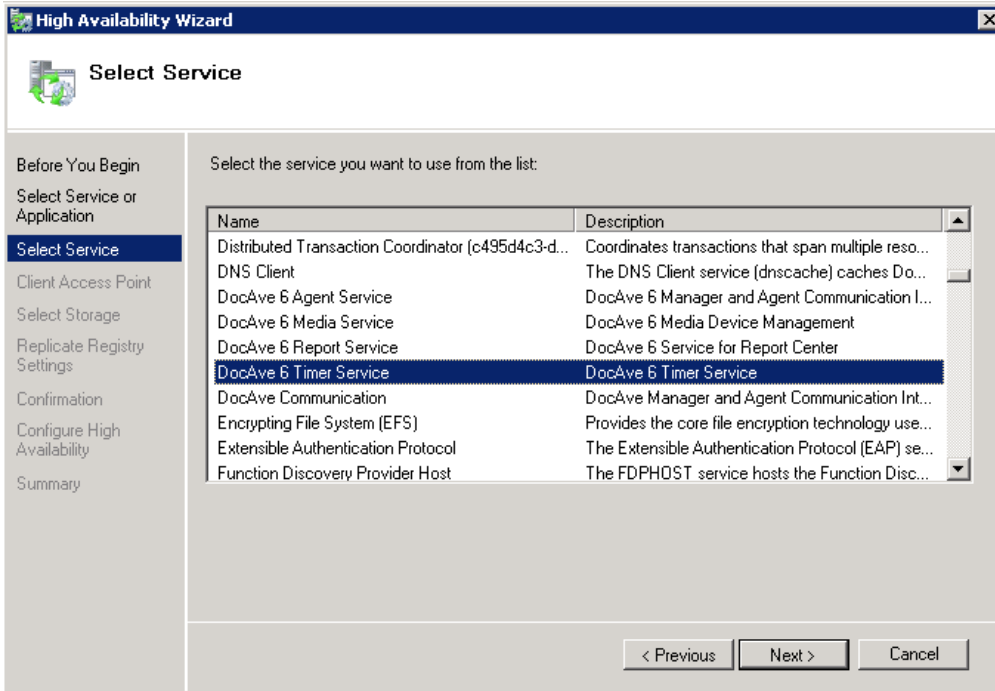 High Availability Wizard
Select Service
Before You Begin
Select Service or
Application
Select Service
Client Access Point
Select Storage
Replicate Registry
Settings
Confirmation
Configure High
Availability
Summary
Select the service you want to use from the list:
Name Description
Distributed Transaction Coordinator (c495d4c3-d... Coordinates transactions that span multiple reso...
DNS Client The DNS Client service (dnscache) caches Do...
DocAve 6 Agent Service DocAve 6 Manager and Agent Communication I...
DocAve 6 Media Service DocAve 6 Media Device Management
DocAve 6 Report Service DocAve 6 Service for Report Center
DocAve 6 Timer Service DocAve 6 Timer Service
DocAve Communication DocAve Manager and Agent Communication Int...
Encrypting File System (EFS) Provides the core file encryption technology use...
Extensible Authentication Protocol The Extensible Authentication Protocol (EAP) se...
Function Discovery Provider Host The FDPHOST service hosts the Function Disc...
< Previous Next > Cancel